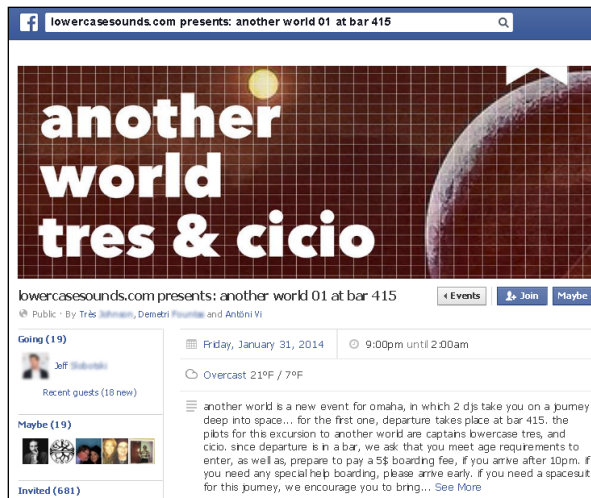 lowercasesounds.com presents: another world 01 at bar 415
another
world
tres & cicio
lowercasesounds.com presents: another world 01 at bar 415
Events
Join
Maybe
Public · By Très, Demetri and Antöni Vi
Going (19)
Jeff
Recent guests (18 new)
Maybe (19)
Invited (681)
Friday, January 31, 2014
9:00pm until 2:00am
Overcast 21°F / 7°F
another world is a new event for omaha, in which 2 djs take you on a journey
deep into space... for the first one, departure takes place at bar 415. the
pilots for this excursion to another world are captains lowercase tres, and
cicio. since departure is in a bar, we ask that you meet age requirements to
enter, as well as, prepare to pay a 5$ boarding fee, if you arrive after 10pm. if
you need any special help boarding, please arrive early. if you need a spacesuit
for this journey, we encourage you to bring... See More